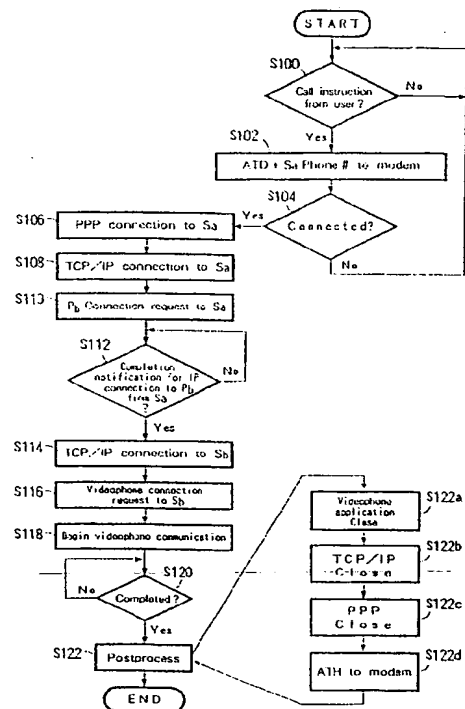 START
S100
Call instruction
from user?
No
Yes
S102
ATD + Sa Phone # to modem
S104
Connected?
Yes
No
S106
PPP connection to Sa
S108
TCP/IP connection to Sa
S110
Pb Connection request to Sa
S112
notification for IP
connection to Pb
from Sa
?
No
Yes
S114
TCP/IP connection to Sb
S116
Videophone connection
request to Sb
S118
Begin videophone communication
S120
Completed?
No
Yes
S122
Postprocess
END
S122a
Videophone
application
Close
S122b
TCP/IP
Close
S122c
PPP
Close
S122d
ATH to modem